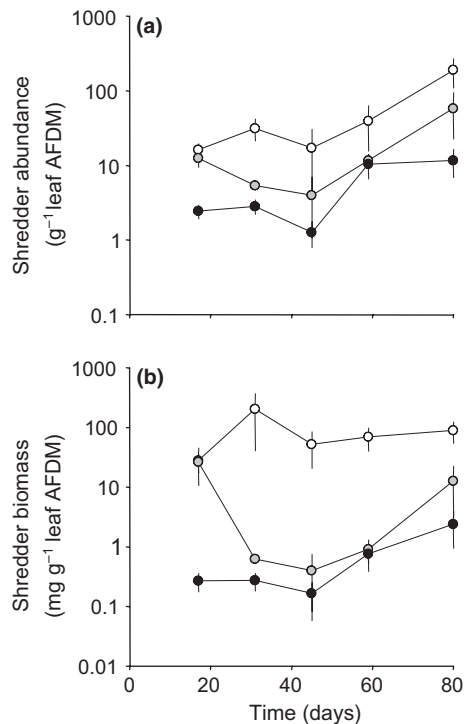 (a)
1000
100
10
1
0.1
Shredder abundance
(g⁻¹ leaf AFDM)
(b)
1000
100
10
1
0.1
0.01
Shredder biomass
(mg g⁻¹ leaf AFDM)
0 20 40 60 80
Time (days)